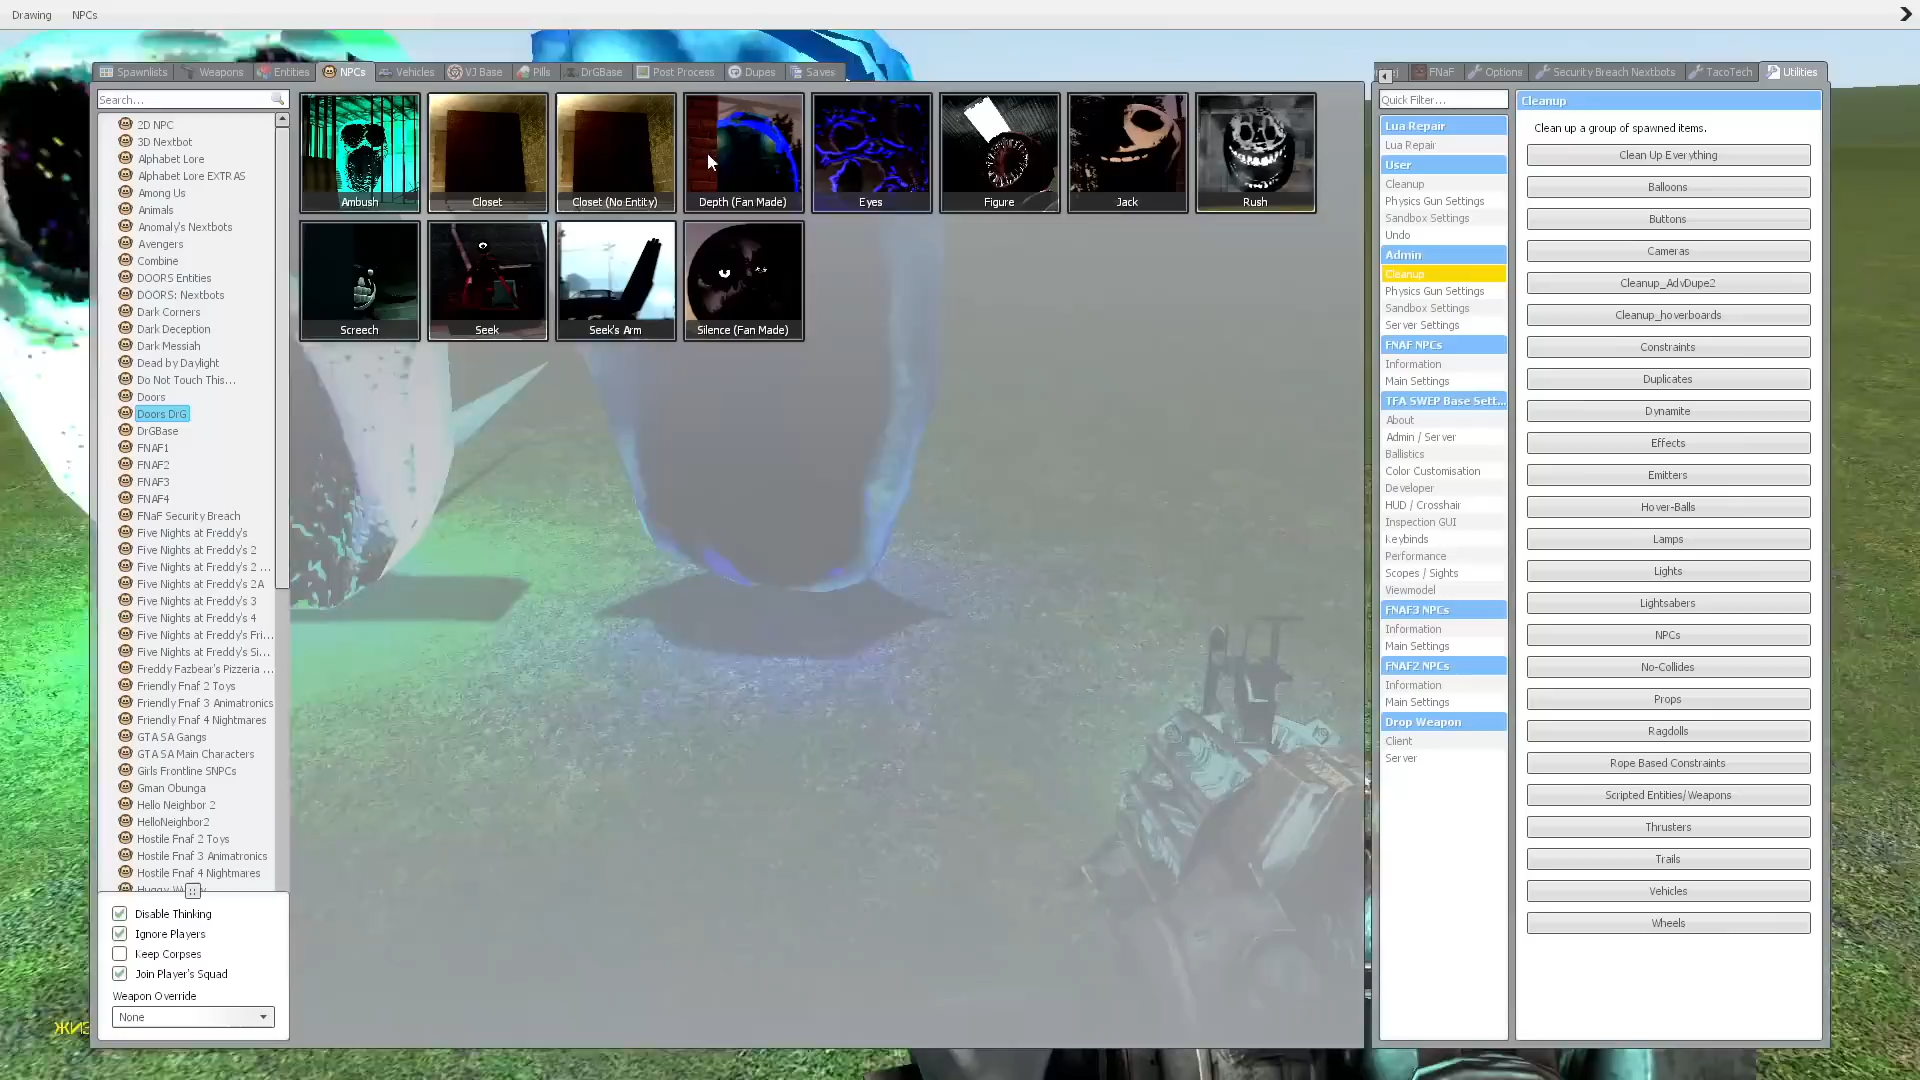 Drawing NPCs
Spawnlists Weapons Entities NPCs Vehicles VJ Base Pills DrGBase Post Process Dupes Saves
Search...
2D NPC
3D Nextbot
Alphabet Lore
Alphabet Lore EXTRAS
Among Us
Animals
Anomaly's Nextbots
Avengers
Combine
DOORS Entities
DOORS: Nextbots
Dark Corners
Dark Deception
Dark Messiah
Dead by Daylight
Do Not Touch This...
Doors
Doors DrG
DrGBase
FNAF1
FNAF2
FNAF3
FNAF4
FNaF Security Breach
Five Nights at Freddy's
Five Nights at Freddy's 2
Five Nights at Freddy's 2 ...
Five Nights at Freddy's 2A
Five Nights at Freddy's 3
Five Nights at Freddy's 4
Five Nights at Freddy's Fri...
Five Nights at Freddy's Si...
Freddy Fazbear's Pizzeria ...
Friendly Fnaf 2 Toys
Friendly Fnaf 3 Animatronics
Friendly Fnaf 4 Nightmares
GTA SA Gangs
GTA SA Main Characters
Girls Frontline SNPCs
Gman Obunga
Hello Neighbor 2
HelloNeighbor2
Hostile Fnaf 2 Toys
Hostile Fnaf 3 Animatronics
Hostile Fnaf 4 Nightmares
Disable Thinking
Ignore Players
Keep Corpses
Join Player's Squad
Weapon Override
None
Ambush Closet Closet (No Entity) Depth (Fan Made) Eyes Figure Jack Rush
Screech Seek Seek's Arm Silence (Fan Made)
FNaF Options Security Breach Nextbots TacoTech Utilities
Quick Filter...
Lua Repair
Lua Repair
User
Cleanup
Physics Gun Settings
Sandbox Settings
Undo
Admin
Cleanup
Physics Gun Settings
Sandbox Settings
Server Settings
FNAF NPCs
Information
Main Settings
TFA SWEP Base Sett...
About
Admin / Server
Ballistics
Color Customisation
Developer
HUD / Crosshair
Inspection GUI
Keybinds
Performance
Scopes / Sights
Viewmodel
FNAF3 NPCs
Information
Main Settings
FNAF2 NPCs
Information
Main Settings
Drop Weapon
Client
Server
Cleanup
Clean up a group of spawned items.
Clean Up Everything
Balloons
Buttons
Cameras
Cleanup_AdvDupe2
Cleanup_hoverboards
Constraints
Duplicates
Dynamite
Effects
Emitters
Hover-Balls
Lamps
Lights
Lightsabers
NPCs
No-Collides
Props
Ragdolls
Rope Based Constraints
Scripted Entities/Weapons
Thrusters
Trails
Vehicles
Wheels